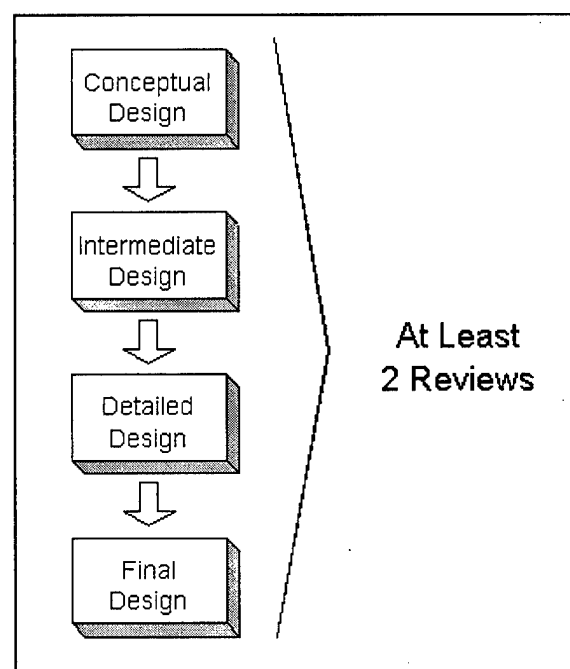 Conceptual
Design
Intermediate
Design
Detailed
Design
Final
Design
At Least
2 Reviews